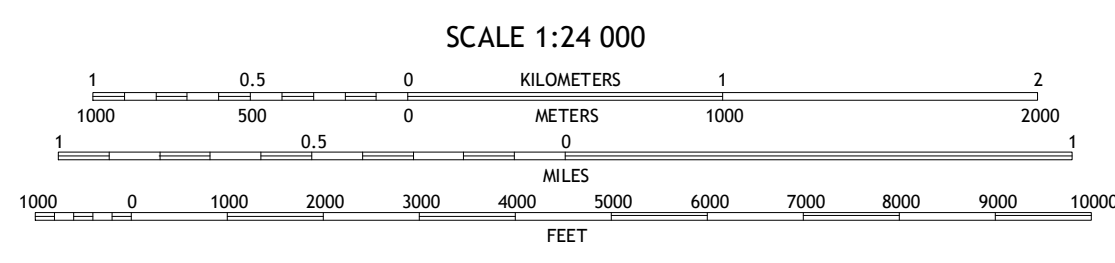 SCALE 1:24 000
1 0.5 0 KILOMETERS 1 2
1000 500 0 METERS 1000 2000
1 0.5 0 1
MILES
1000 0 1000 2000 3000 4000 5000 6000 7000 8000 9000 10000
FEET